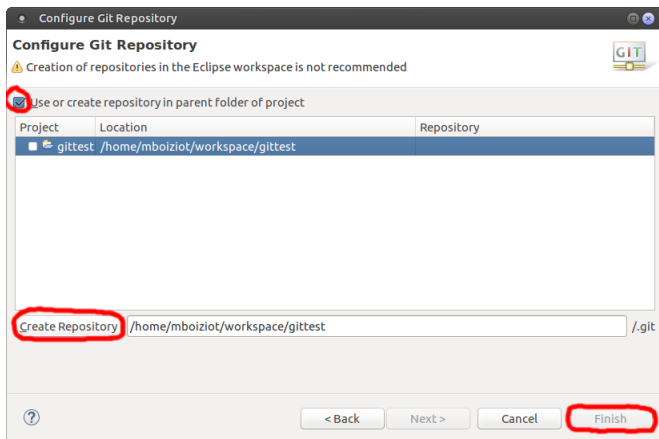 Configure Git Repository
Configure Git Repository
GIT
Creation of repositories in the Eclipse workspace is not recommended
Use or create repository in parent folder of project
Project Location Repository
gittest /home/mboiziot/workspace/gittest
Create Repository /home/mboiziot/workspace/gittest /.git
? < Back Next > Cancel Finish